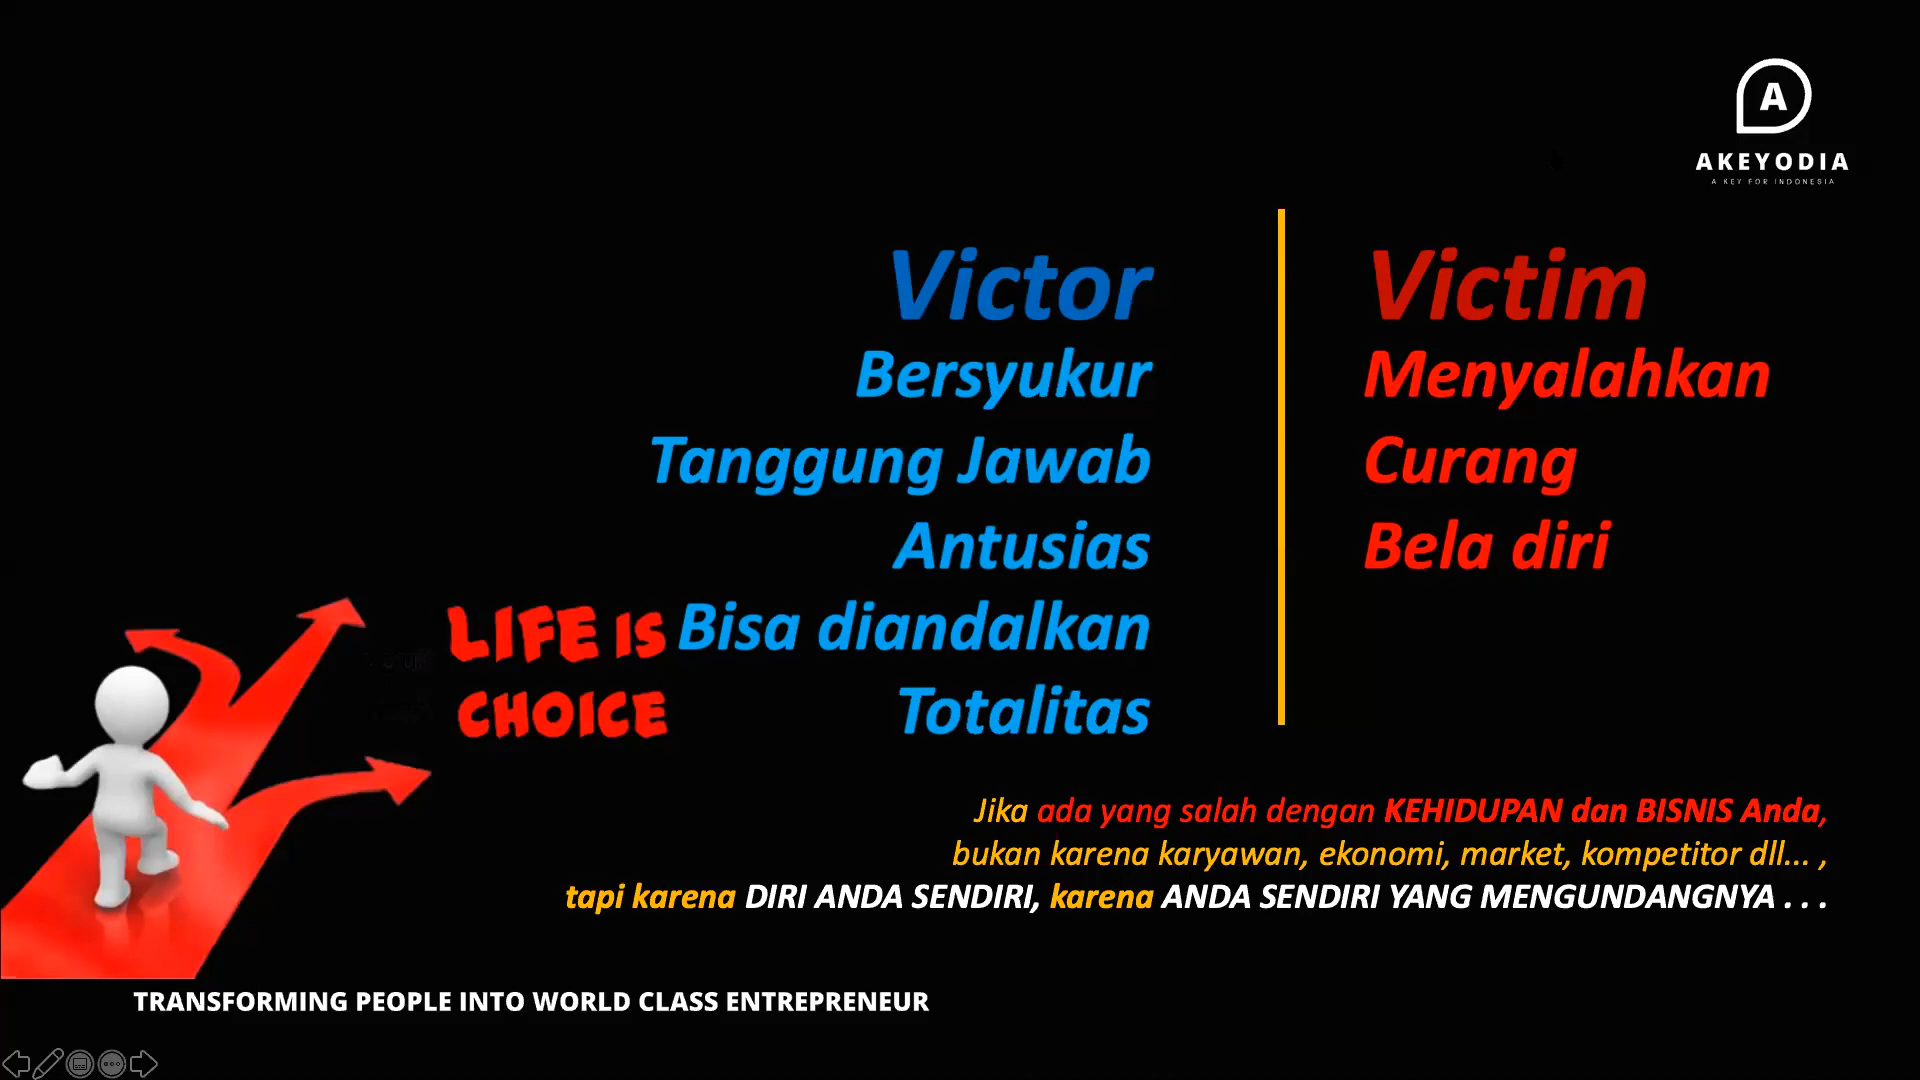 A
AKEYODIA
A KEY FOR INDONESIA
Victor
Bersyukur
Tanggung Jawab
Antusias
Bisa diandalkan
Totalitas
Victim
Menyalahkan
Curang
Bela diri
LIFE IS
CHOICE
Jika ada yang salah dengan KEHIDUPAN dan BISNIS Anda,
bukan karena karyawan, ekonomi, market, kompetitor dll... ,
tapi karena DIRI ANDA SENDIRI, karena ANDA SENDIRI YANG MENGUNDANGNYA . . .
TRANSFORMING PEOPLE INTO WORLD CLASS ENTREPRENEUR